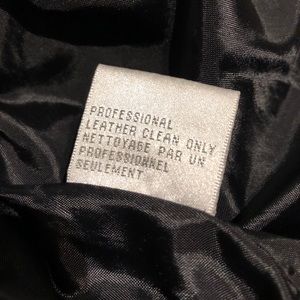 PROFESSIONAL
LEATHER CLEAN ONLY
NETTOYAGE PAR UN
PROFESSIONNEL
SEULEMENT